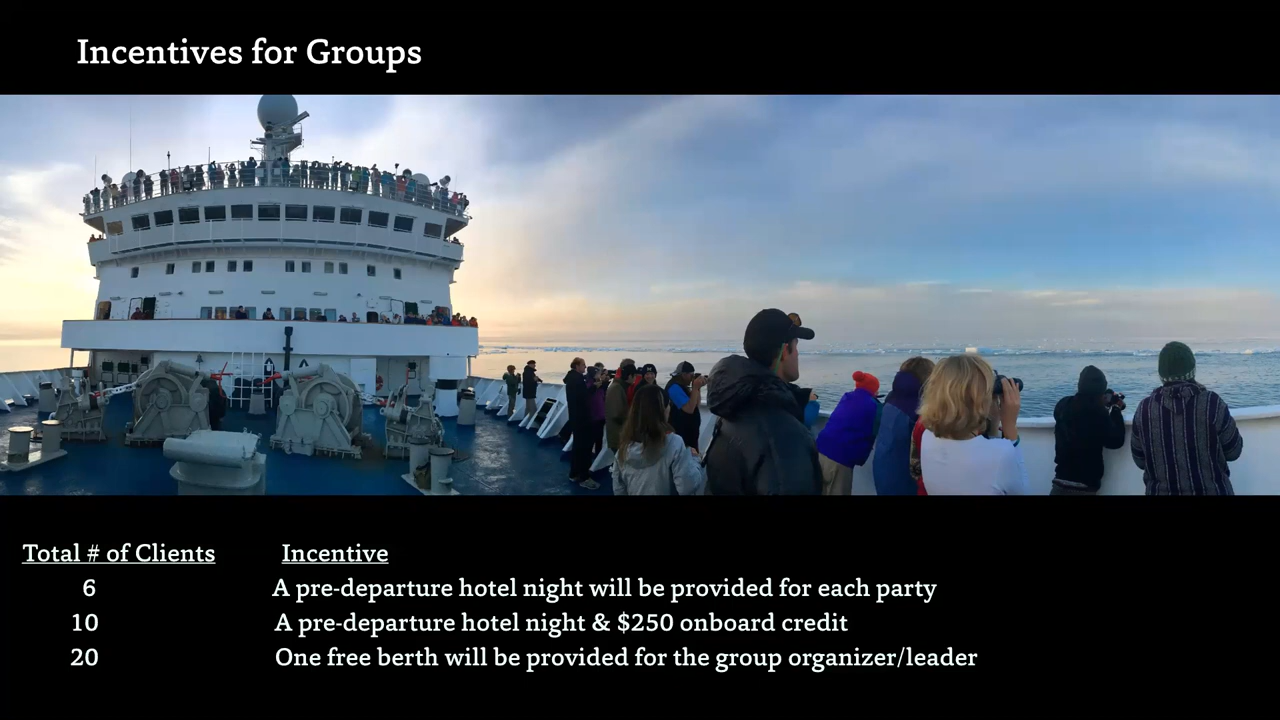 Incentives for Groups
Total # of Clients Incentive
6 A pre-departure hotel night will be provided for each party
10 A pre-departure hotel night & $250 onboard credit
20 One free berth will be provided for the group organizer/leader